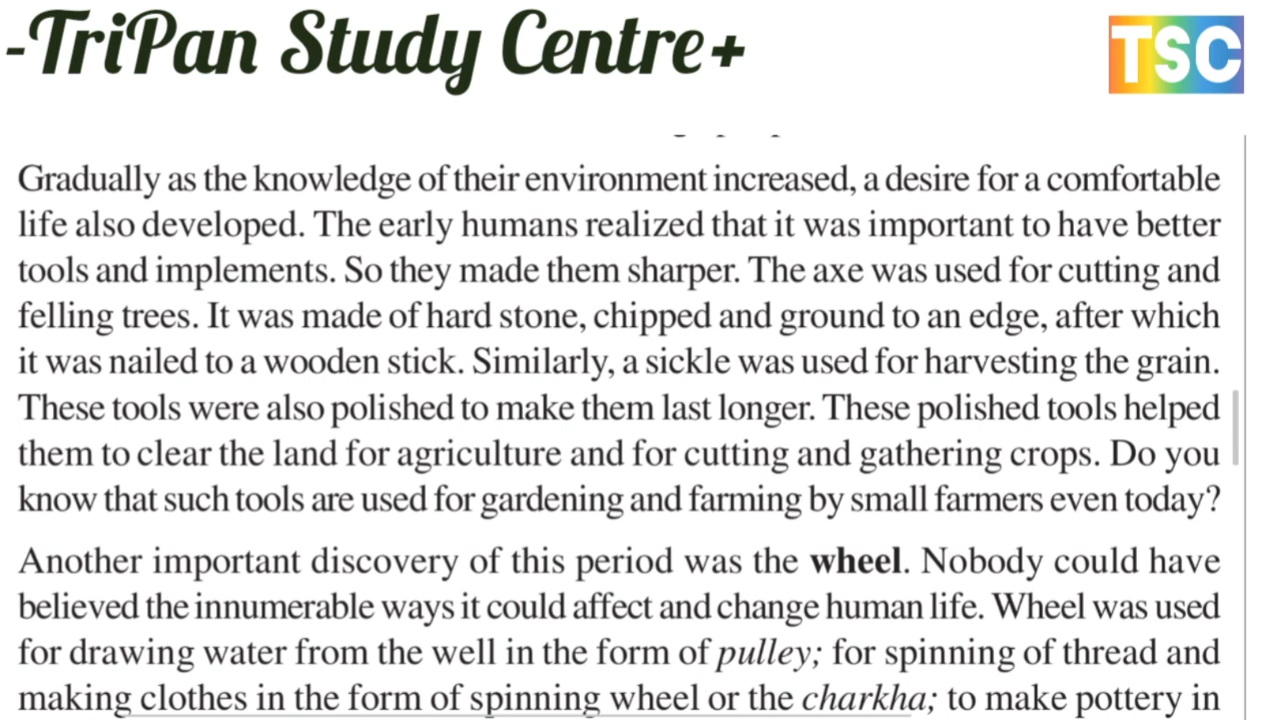 -TriPan Study Centre+
TSC
Gradually as the knowledge of their environment increased, a desire for a comfortable
life also developed. The early humans realized that it was important to have better
tools and implements. So they made them sharper. The axe was used for cutting and
felling trees. It was made of hard stone, chipped and ground to an edge, after which
it was nailed to a wooden stick. Similarly, a sickle was used for harvesting the grain.
These tools were also polished to make them last longer. These polished tools helped
them to clear the land for agriculture and for cutting and gathering crops. Do you
know that such tools are used for gardening and farming by small farmers even today?
Another important discovery of this period was the wheel. Nobody could have
believed the innumerable ways it could affect and change human life. Wheel was used
for drawing water from the well in the form of pulley; for spinning of thread and
making clothes in the form of spinning wheel or the charkha; to make pottery in